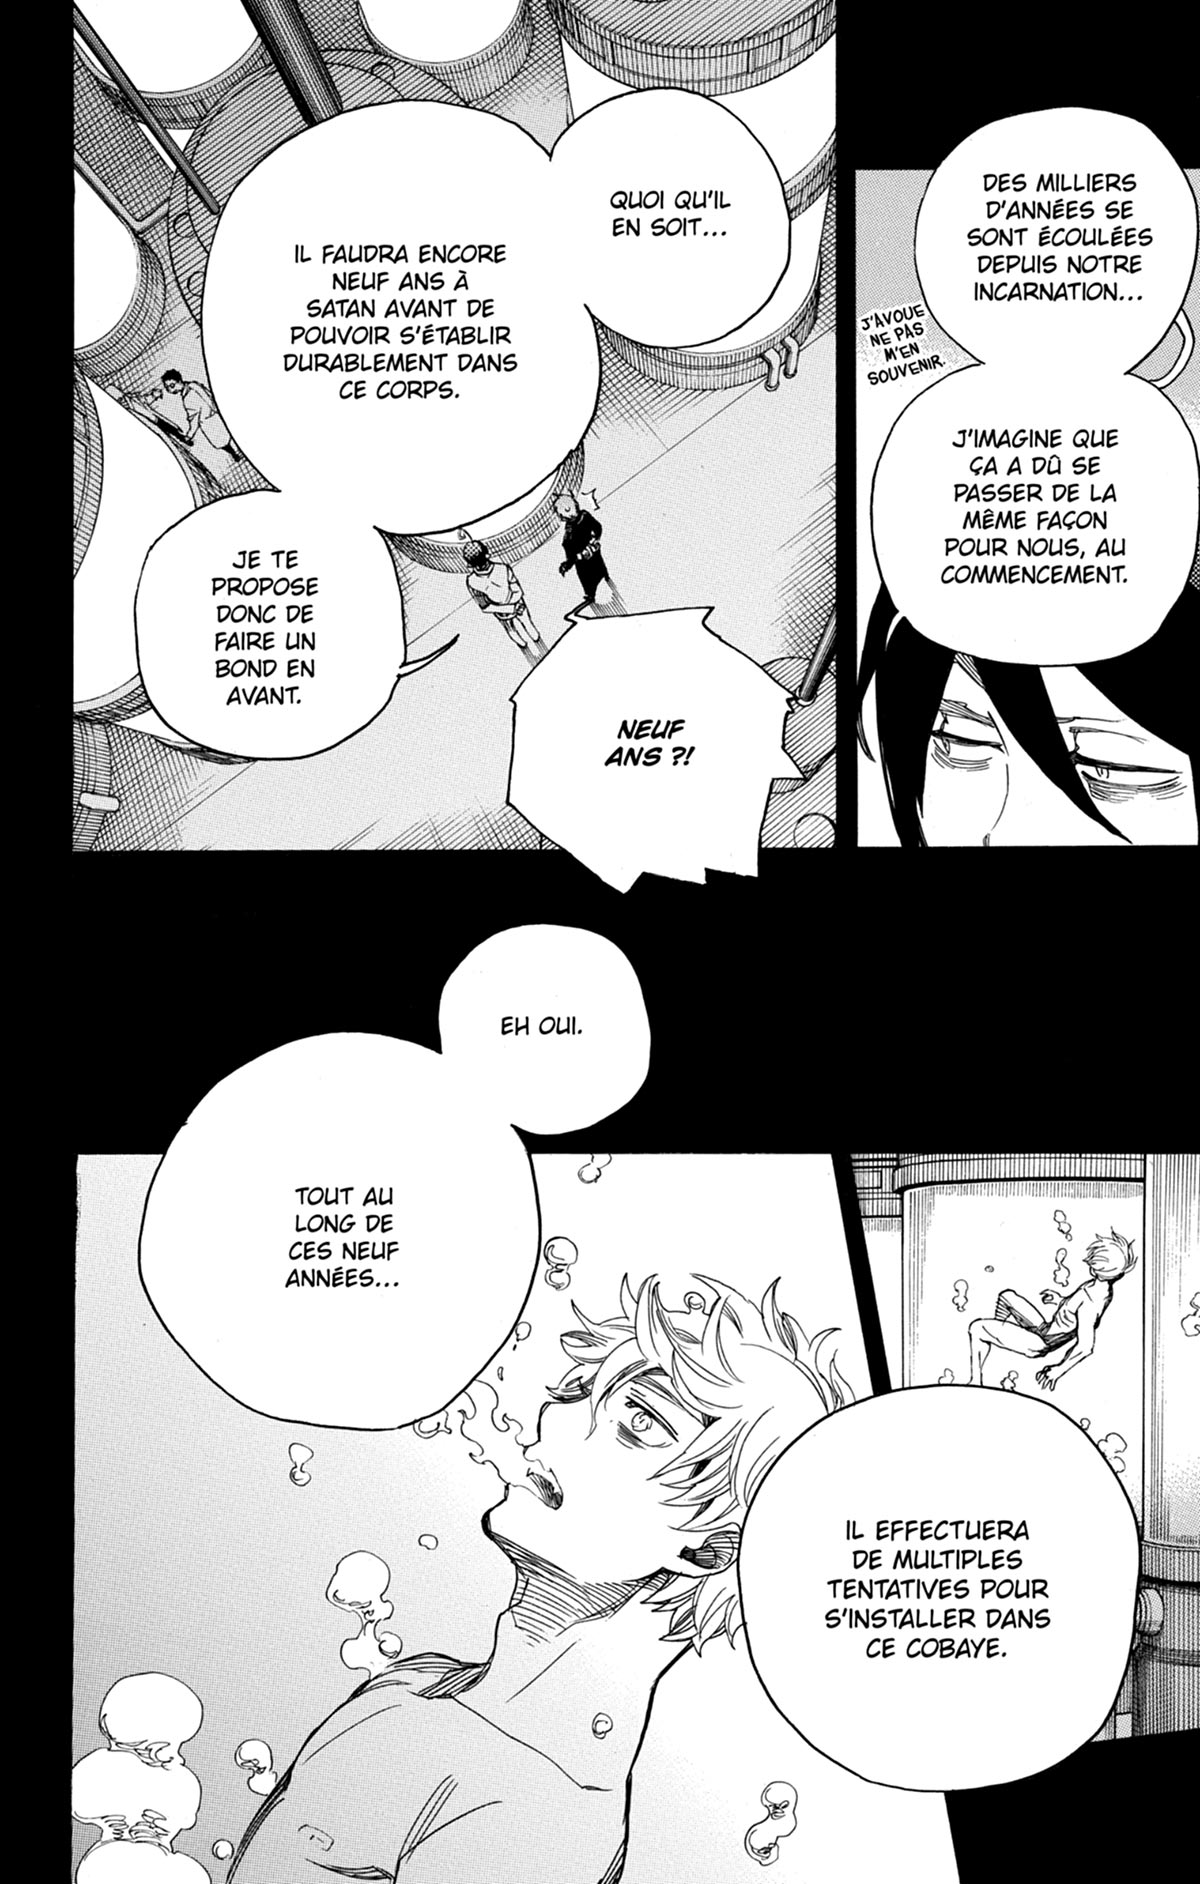 DES MILLIERS
D'ANNÉES SE
SONT ÉCOULÉES
DEPUIS NOTRE
INCARNATION...
J'AVOUE
NE PAS
M'EN
SOUVENIR.
J'IMAGINE QUE
ÇA A DÛ SE
PASSER DE LA
MÊME FAÇON
POUR NOUS, AU
COMMENCEMENT.
QUOI QU'IL
EN SOIT...
IL FAUDRA ENCORE
NEUF ANS À
SATAN AVANT DE
POUVOIR S'ÉTABLIR
DURABLEMENT DANS
CE CORPS.
JE TE
PROPOSE
DONC DE
FAIRE UN
BOND EN
AVANT.
NEUF
ANS ?!
EH OUI.
TOUT AU
LONG DE
CES NEUF
ANNÉES...
IL EFFECTUERA
DE MULTIPLES
TENTATIVES POUR
S'INSTALLER DANS
CE COBAYE.